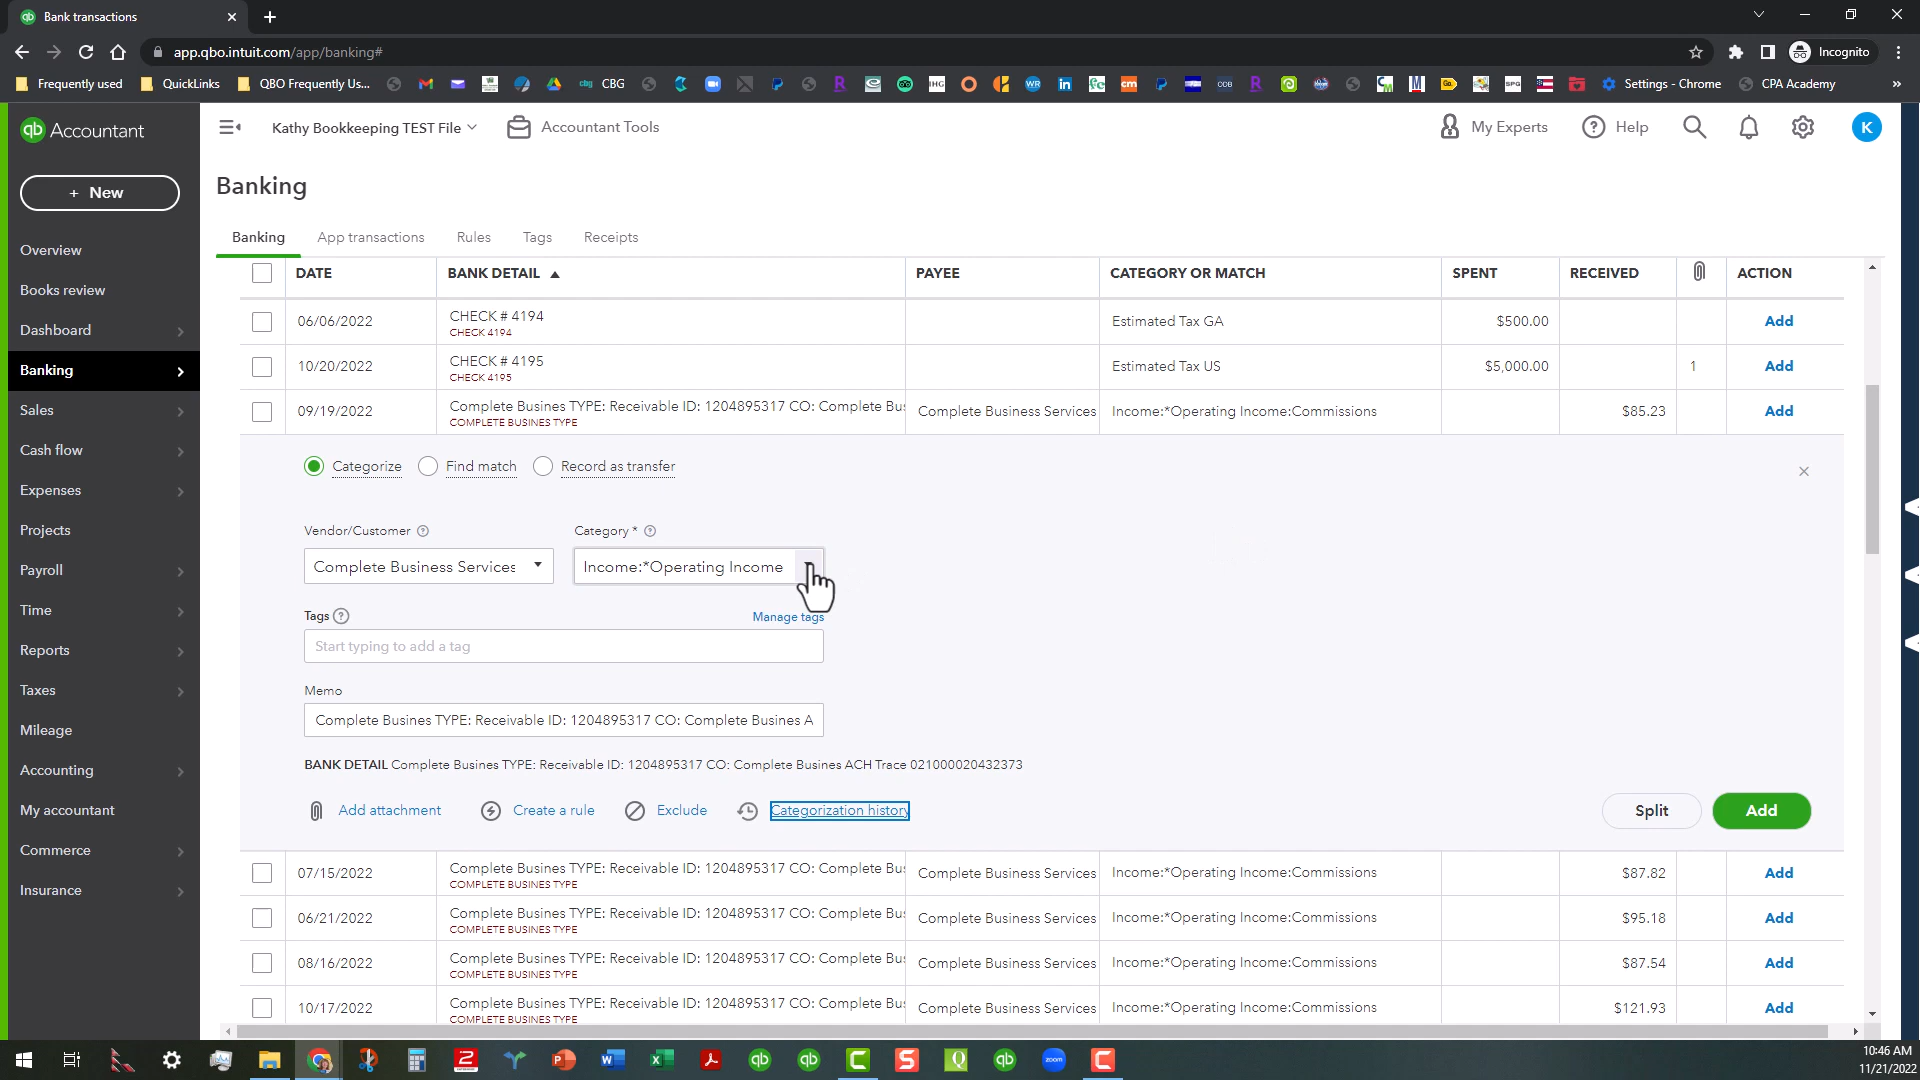 Bank transactions
app.qbo.intuit.com/app/banking#
Incognito
Frequently used
QuickLinks
QBO Frequently Us...
CBG
Settings - Chrome
CPA Academy
qb Accountant
Kathy Bookkeeping TEST File
Accountant Tools
My Experts
Help
K
+ New
Overview
Books review
Dashboard
Banking
Sales
Cash flow
Expenses
Projects
Payroll
Time
Reports
Taxes
Mileage
Accounting
My accountant
Commerce
Insurance
Banking
Banking App transactions Rules Tags Receipts
DATE BANK DETAIL PAYEE CATEGORY OR MATCH SPENT RECEIVED ACTION
06/06/2022 CHECK # 4194 Estimated Tax GA $500.00 Add
CHECK 4194
10/20/2022 CHECK # 4195 Estimated Tax US $5,000.00 1 Add
CHECK 4195
09/19/2022 Complete Busines TYPE: Receivable ID: 1204895317 CO: Complete Bus Complete Business Services Income:*Operating Income:Commissions $85.23 Add
COMPLETE BUSINES TYPE
Categorize Find match Record as transfer
Vendor/Customer Category *
Complete Business Services Income:*Operating Income
Tags Manage tags
Start typing to add a tag
Memo
Complete Busines TYPE: Receivable ID: 1204895317 CO: Complete Busines A
BANK DETAIL Complete Busines TYPE: Receivable ID: 1204895317 CO: Complete Busines ACH Trace 021000020432373
Add attachment Create a rule Exclude Categorization history Split Add
07/15/2022 Complete Busines TYPE: Receivable ID: 1204895317 CO: Complete Bus Complete Business Services Income:*Operating Income:Commissions $87.82 Add
COMPLETE BUSINES TYPE
06/21/2022 Complete Busines TYPE: Receivable ID: 1204895317 CO: Complete Bus Complete Business Services Income:*Operating Income:Commissions $95.18 Add
COMPLETE BUSINES TYPE
08/16/2022 Complete Busines TYPE: Receivable ID: 1204895317 CO: Complete Bus Complete Business Services Income:*Operating Income:Commissions $87.54 Add
COMPLETE BUSINES TYPE
10/17/2022 Complete Busines TYPE: Receivable ID: 1204895317 CO: Complete Bus Complete Business Services Income:*Operating Income:Commissions $121.93 Add
COMPLETE BUSINES TYPE
10:46 AM
11/21/2022